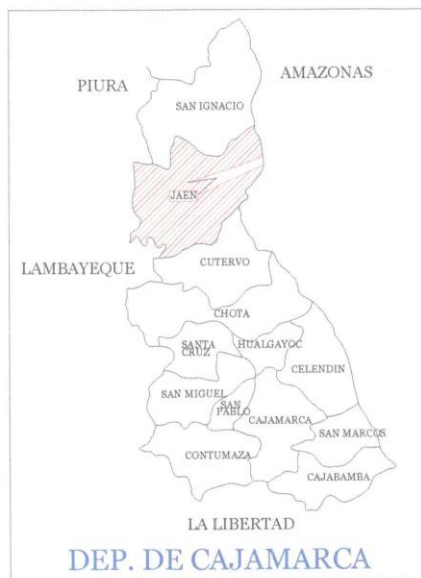 PIURA
AMAZONAS
SAN IGNACIO
JAEN
LAMBAYEQUE
CUTERVO
CHOTA
SANTA
CRUZ
HUALGAYOC
CELENDIN
SAN MIGUEL
SAN
PABLO
CAJAMARCA
SAN MARCOS
CONTUMAZA
CAJABAMBA
LA LIBERTAD
DEP. DE CAJAMARCA